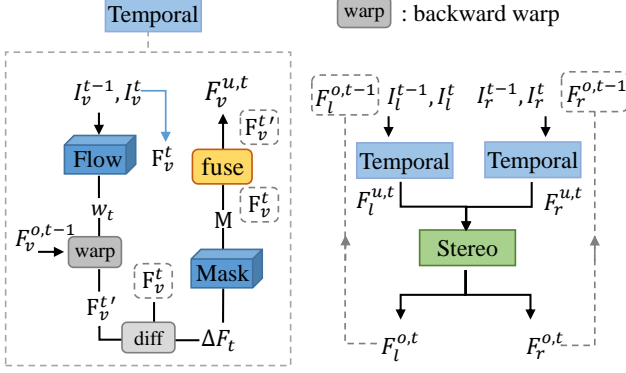 Temporal
warp : backward warp
I_v^{t-1}, I_v^t
F_v^{u,t}
F_v^{t'}
Flow
F_v^t
fuse
w_t
F_v^t
M
F_v^{o,t-1}
warp
F_v^t
Mask
F_v^{t'}
diff
ΔF_t
F_l^{o,t-1}
I_l^{t-1}, I_l^t
I_r^{t-1}, I_r^t
F_r^{o,t-1}
Temporal
Temporal
F_l^{u,t}
F_r^{u,t}
Stereo
F_l^{o,t}
F_r^{o,t}